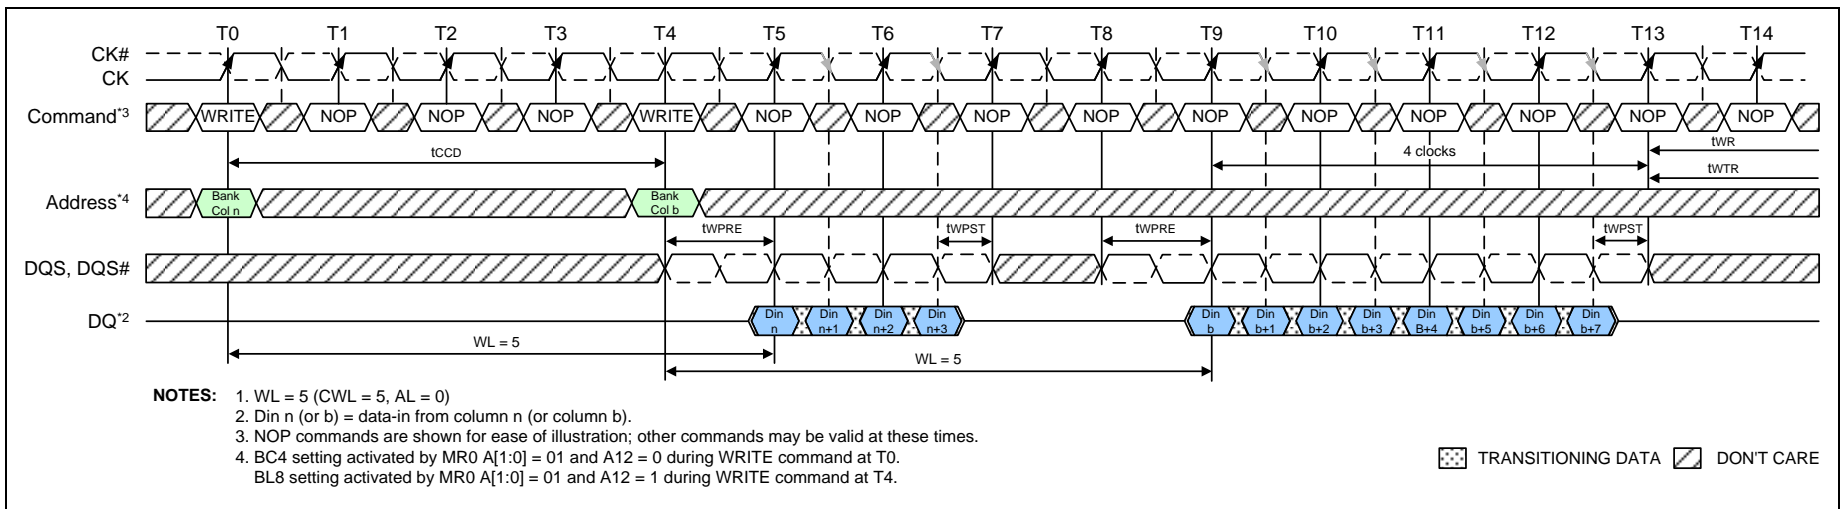 T0 T1 T2 T3 T4 T5 T6 T7 T8 T9 T10 T11 T12 T13 T14
CK#
CK
Command*3 WRITE NOP NOP NOP WRITE NOP NOP NOP NOP NOP NOP NOP NOP NOP NOP
tCCD 4 clocks tWR
tWTR
Address*4 Bank Col n Bank Col b
tWPRE tWPST tWPRE tWPST
DQS, DQS#
DQ*2 Din n Din n+1 Din n+2 Din n+3 Din b Din b+1 Din b+2 Din b+3 Din B+4 Din b+5 Din b+6 Din b+7
WL = 5
WL = 5
NOTES: 1. WL = 5 (CWL = 5, AL = 0)
2. Din n (or b) = data-in from column n (or column b).
3. NOP commands are shown for ease of illustration; other commands may be valid at these times.
4. BC4 setting activated by MR0 A[1:0] = 01 and A12 = 0 during WRITE command at T0.
BL8 setting activated by MR0 A[1:0] = 01 and A12 = 1 during WRITE command at T4.
TRANSITIONING DATA DON'T CARE